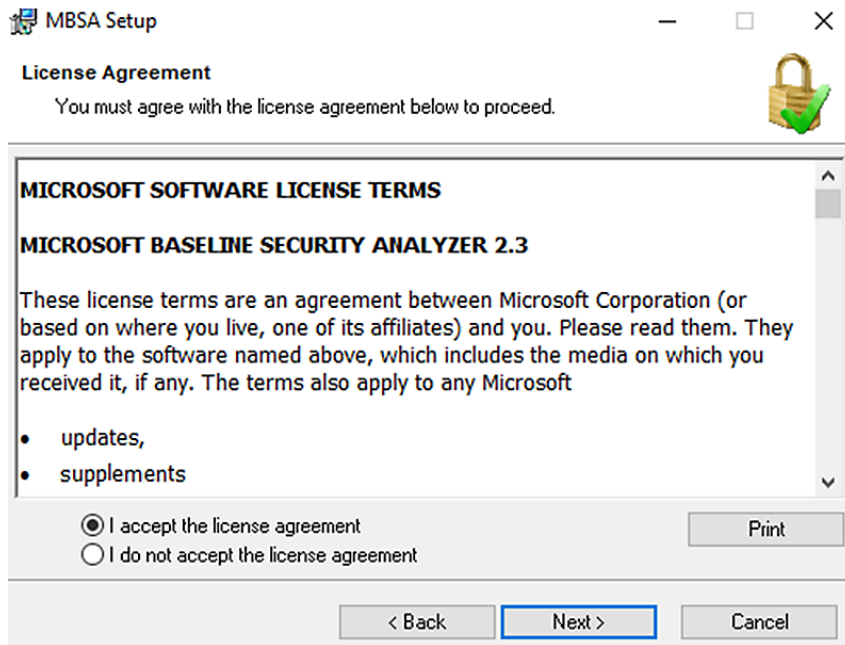 MBSA Setup
License Agreement
You must agree with the license agreement below to proceed.
MICROSOFT SOFTWARE LICENSE TERMS
MICROSOFT BASELINE SECURITY ANALYZER 2.3
These license terms are an agreement between Microsoft Corporation (or
based on where you live, one of its affiliates) and you. Please read them. They
apply to the software named above, which includes the media on which you
received it, if any. The terms also apply to any Microsoft
• updates,
• supplements
I accept the license agreement
Print
I do not accept the license agreement
< Back Next > Cancel